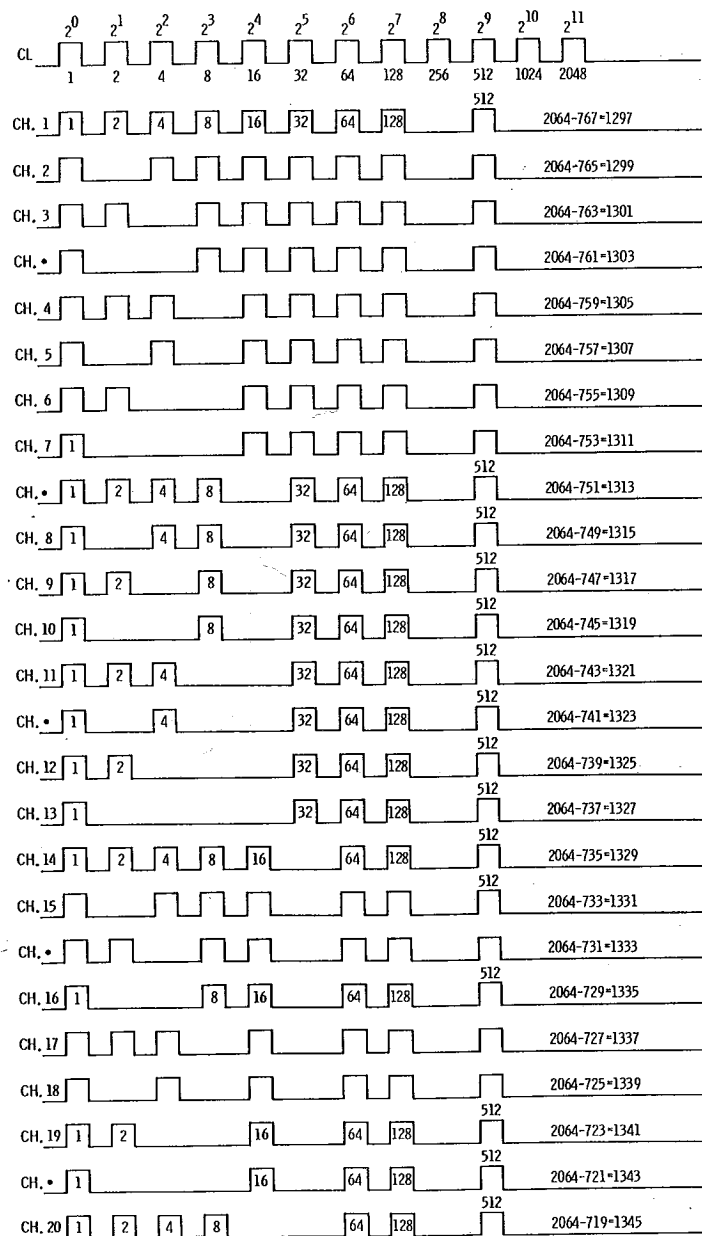 2^0 2^1 2^2 2^3 2^4 2^5 2^6 2^7 2^8 2^9 2^10 2^11
CL
1 2 4 8 16 32 64 128 256 512 1024 2048
512
CH. 1 1 2 4 8 16 32 64 128 2064-767=1297
CH. 2 2064-765=1299
CH. 3 2064-763=1301
CH. • 2064-761=1303
CH. 4 2064-759=1305
CH. 5 2064-757=1307
CH. 6 2064-755=1309
CH. 7 1 2064-753=1311
512
CH. • 1 2 4 8 32 64 128 2064-751=1313
512
CH. 8 1 4 8 32 64 128 2064-749=1315
512
CH. 9 1 2 8 32 64 128 2064-747=1317
512
CH. 10 1 8 32 64 128 2064-745=1319
512
CH. 11 1 2 4 32 64 128 2064-743=1321
512
CH. • 1 4 32 64 128 2064-741=1323
512
CH. 12 1 2 32 64 128 2064-739=1325
512
CH. 13 1 32 64 128 2064-737=1327
512
CH. 14 1 2 4 8 16 64 128 2064-735=1329
512
CH. 15 2064-733=1331
CH. • 2064-731=1333
512
CH. 16 1 8 16 64 128 2064-729=1335
CH. 17 2064-727=1337
CH. 18 2064-725=1339
512
CH. 19 1 2 16 64 128 2064-723=1341
512
CH. • 1 16 64 128 2064-721=1343
512
CH. 20 1 2 4 8 64 128 2064-719=1345